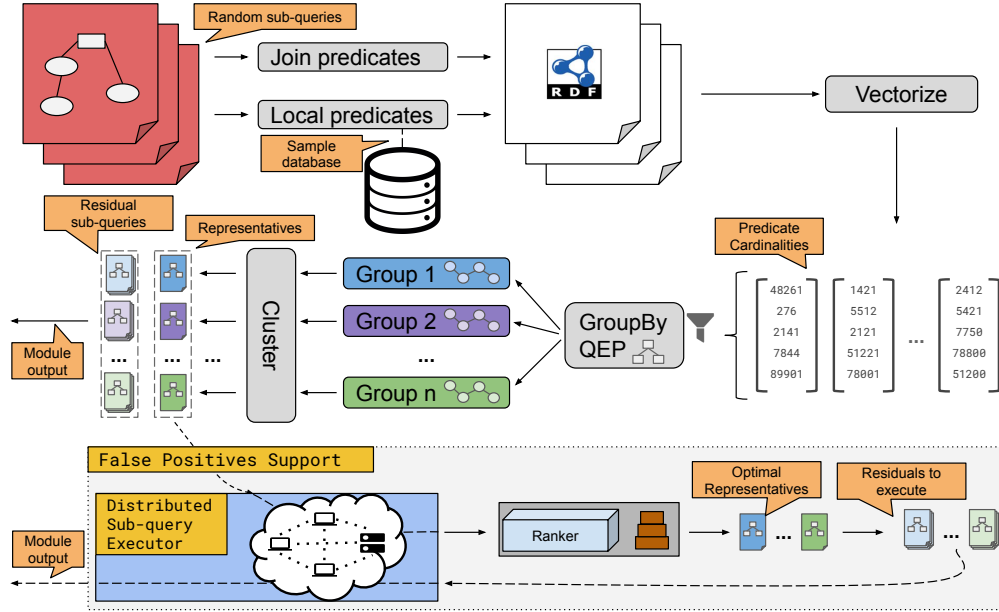 Random sub-queries
Join predicates
Local predicates
Sample
database
RDF
Vectorize
Residual
sub-queries
Representatives
Predicate
Cardinalities
Group 1
Group 2
...
Group n
Cluster
GroupBy
QEP
48261
276
2141
7844
89901
1421
5512
2121
51221
78001
...
2412
5421
7750
78800
51200
...
...
Module
output
False Positives Support
Distributed
Sub-query
Executor
Ranker
Optimal
Representatives
Residuals to
execute
...
...
Module
output